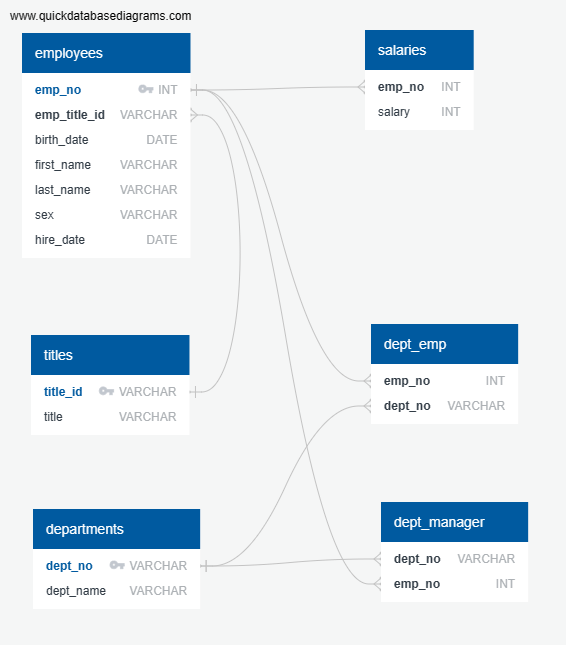 www.quickdatabasediagrams.com
employees
emp_no INT
emp_title_id VARCHAR
birth_date DATE
first_name VARCHAR
last_name VARCHAR
sex VARCHAR
hire_date DATE
salaries
emp_no INT
salary INT
titles
title_id VARCHAR
title VARCHAR
dept_emp
emp_no INT
dept_no VARCHAR
departments
dept_no VARCHAR
dept_name VARCHAR
dept_manager
dept_no VARCHAR
emp_no INT